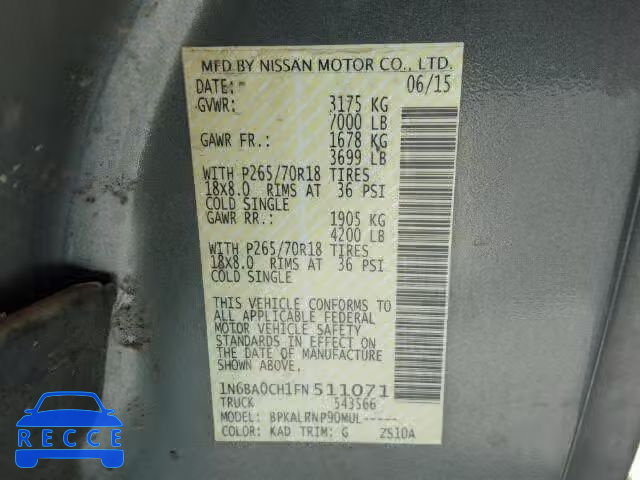 MFD BY NISSAN MOTOR CO., LTD.
DATE: 06/15
GVWR: 3175 KG
7000 LB
GAWR FR.: 1678 KG
3699 LB
WITH P265/70R18 TIRES
18X8.0 RIMS AT 36 PSI
COLD SINGLE
GAWR RR.: 1905 KG
4200 LB
WITH P265/70R18 TIRES
18X8.0 RIMS AT 36 PSI
COLD SINGLE
THIS VEHICLE CONFORMS TO
ALL APPLICABLE FEDERAL
MOTOR VEHICLE SAFETY
STANDARDS IN EFFECT ON
THE DATE OF MANUFACTURE
SHOWN ABOVE.
1N6BA0CH1FN511071
TRUCK 543566
MODEL: BPKALRNP90MUL-----
COLOR: KAD TRIM: G ZS10A
RECCE